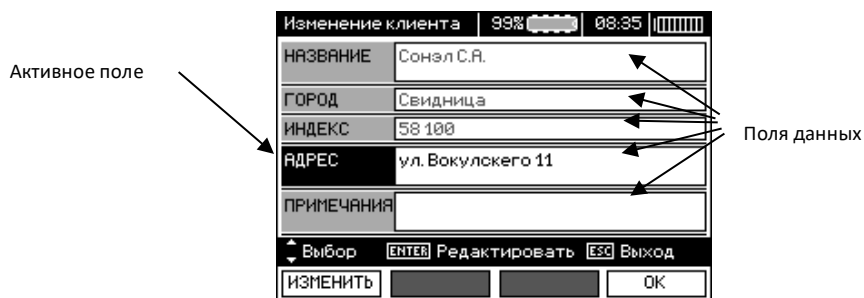 Изменение клиента 99% 08:35
НАЗВАНИЕ Сонэл С.А.
Активное поле
ГОРОД Свидница
ИНДЕКС 58 100
Поля данных
АДРЕС ул. Вокулского 11
ПРИМЕЧАНИЯ
Выбор ENTER Редактировать ESC Выход
ИЗМЕНИТЬ OK